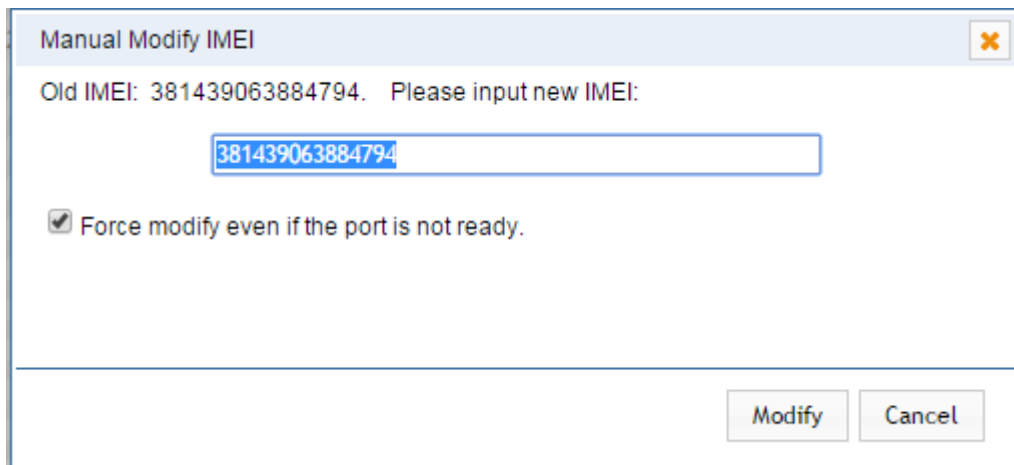 Manual Modify IMEI
Old IMEI: 381439063884794. Please input new IMEI:
381439063884794
Force modify even if the port is not ready.
Modify Cancel